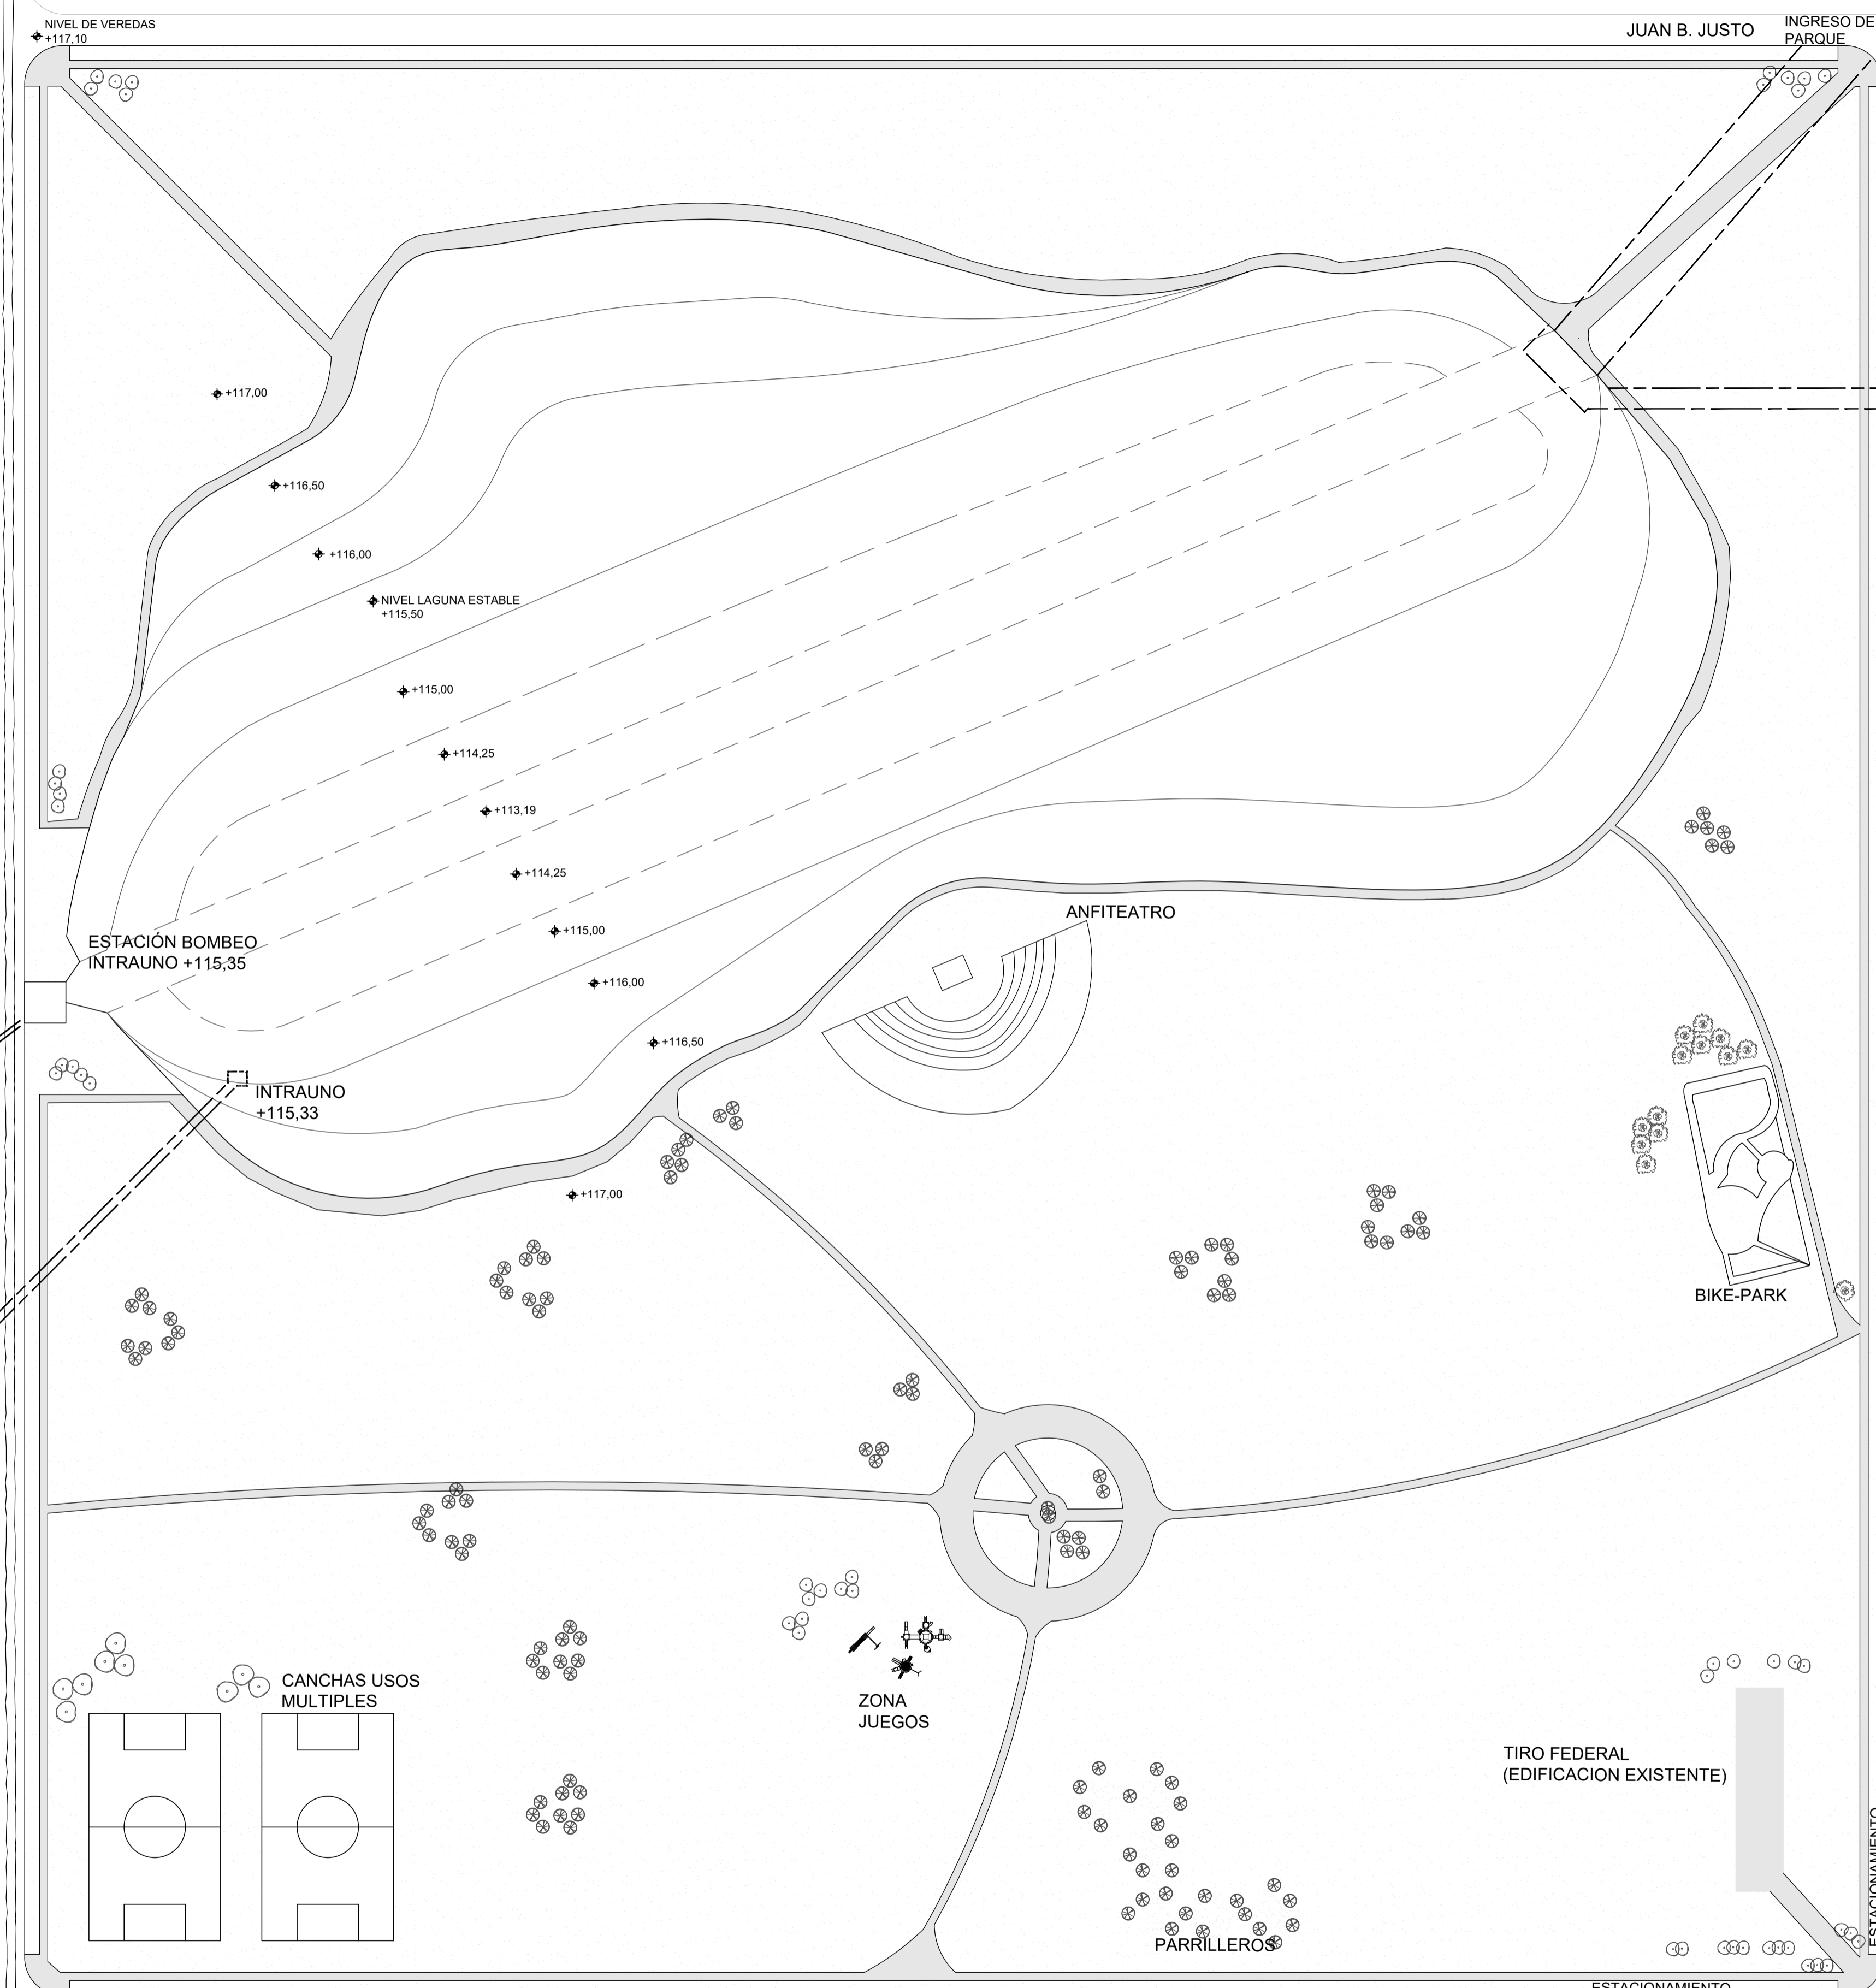 NIVEL DE VEREDAS
+117,10
JUAN B. JUSTO
INGRESO DE
PARQUE
+117,00
+116,50
+116,00
NIVEL LAGUNA ESTABLE
+115,50
+115,00
+114,25
+113,19
+114,25
+115,00
+116,00
+116,50
+117,00
ANFITEATRO
ESTACIÓN BOMBEO
INTRAUNO +115,35
INTRAUNO
+115,33
BIKE-PARK
CANCHAS USOS
MULTIPLES
ZONA
JUEGOS
TIRO FEDERAL
(EDIFICACION EXISTENTE)
PARRILLEROS
ESTACIONAMIENTO
ESTACIONAMIENTO